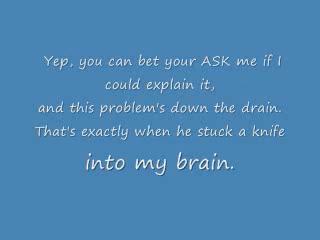 Yep, you can bet your ASK me if I
could explain it,
and this problem's down the drain.
That's exactly when he stuck a knife
into my brain.